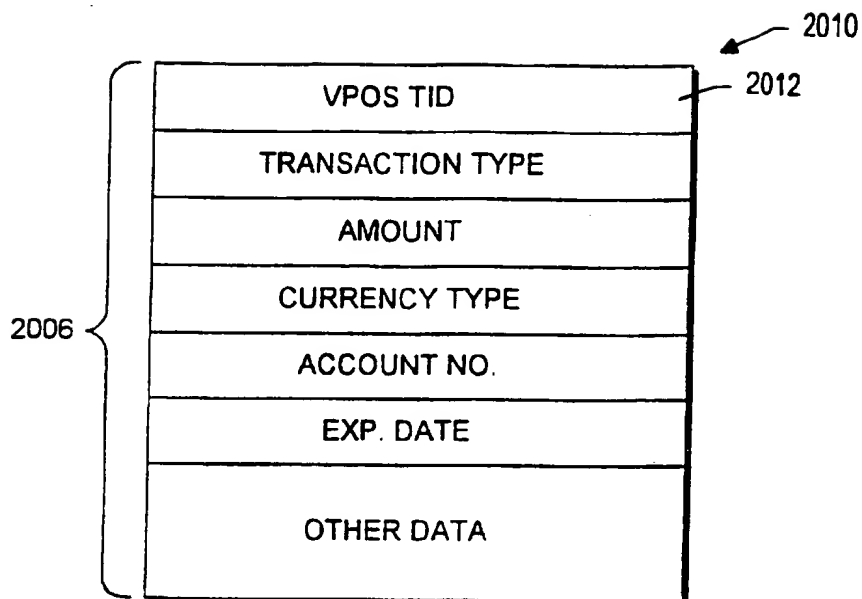 2010
VPOS TID
2012
TRANSACTION TYPE
AMOUNT
CURRENCY TYPE
2006
ACCOUNT NO.
EXP. DATE
OTHER DATA